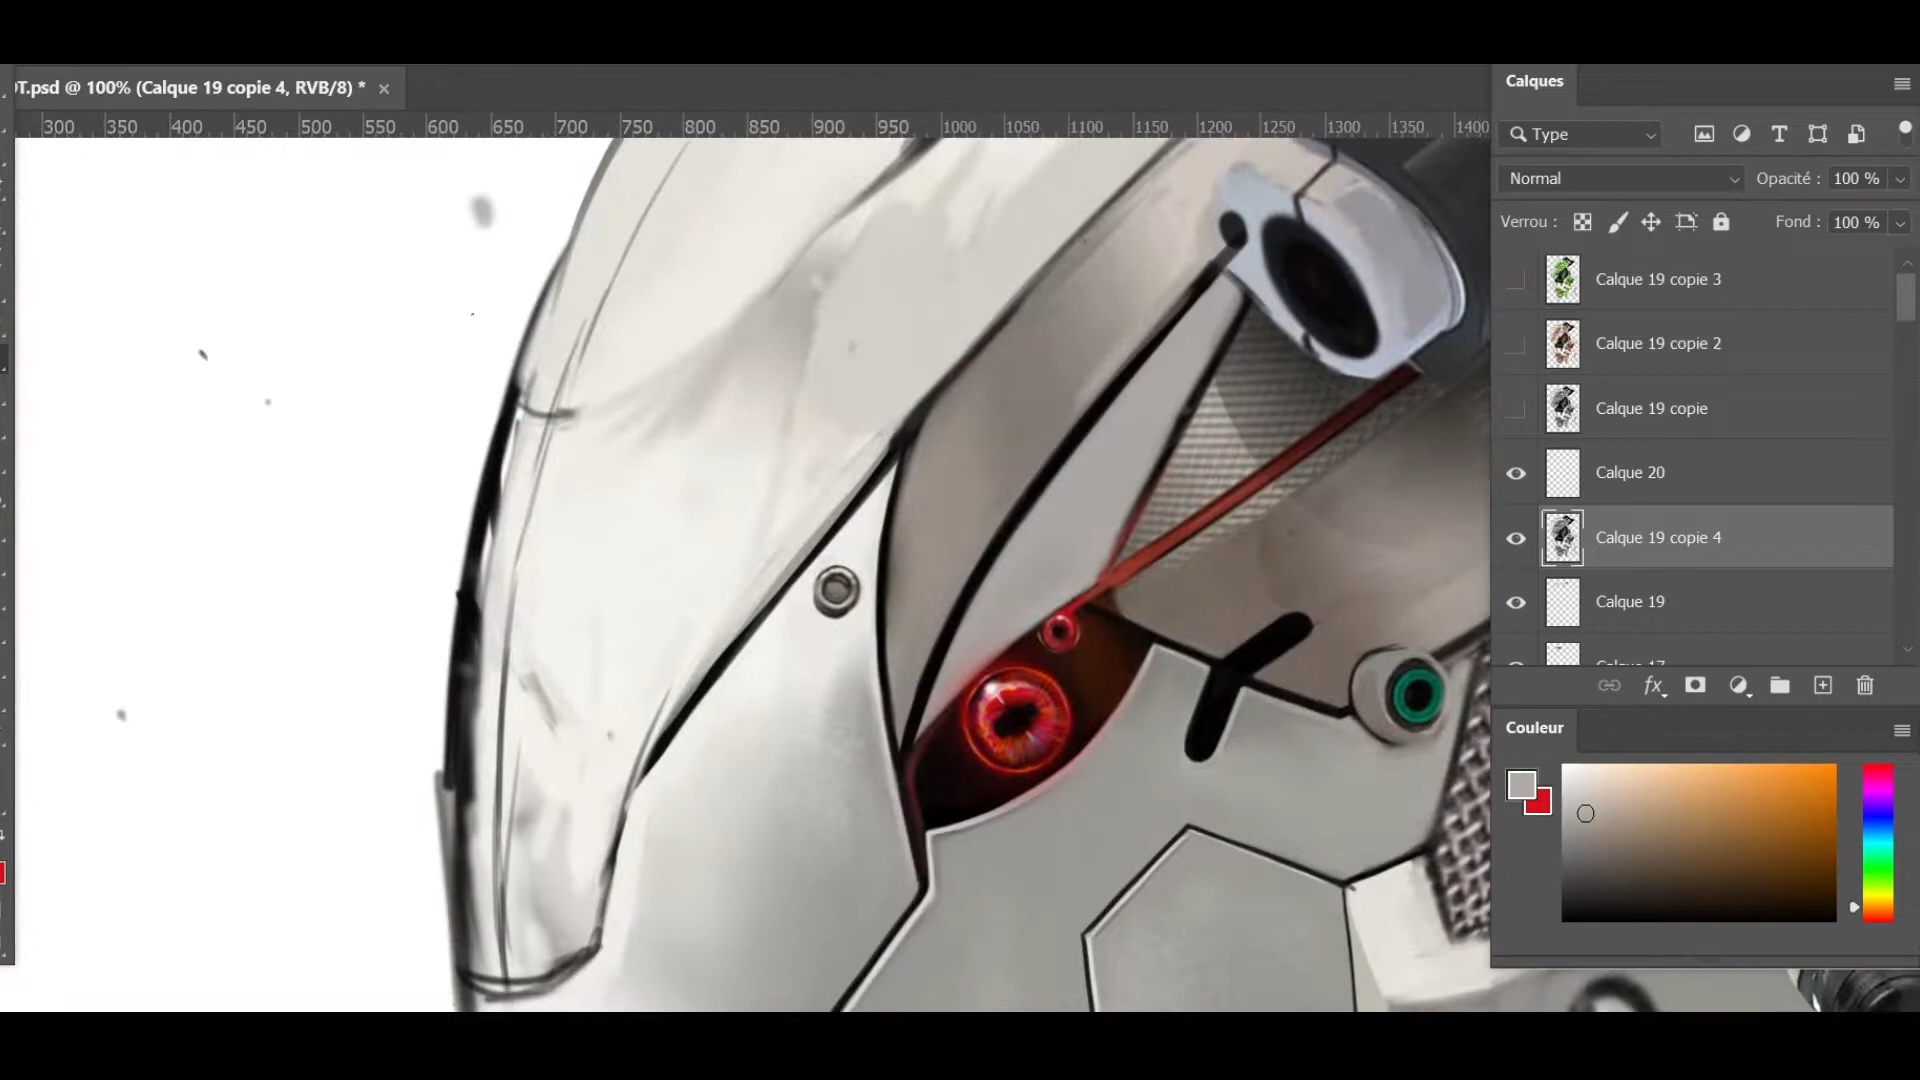 Calques
OT.psd @ 100% (Calque 19 copie 4, RVB/8) *
300 350 400 450 500 550 600 650 700 750 800 850 900 950 1000 1050 1100 1150 1200 1250 1300 1350 1400
Type
Normal Opacité : 100 %
Verrou : Fond : 100 %
Calque 19 copie 3
Calque 19 copie 2
Calque 19 copie
Calque 20
Calque 19 copie 4
Calque 19
fx
Couleur